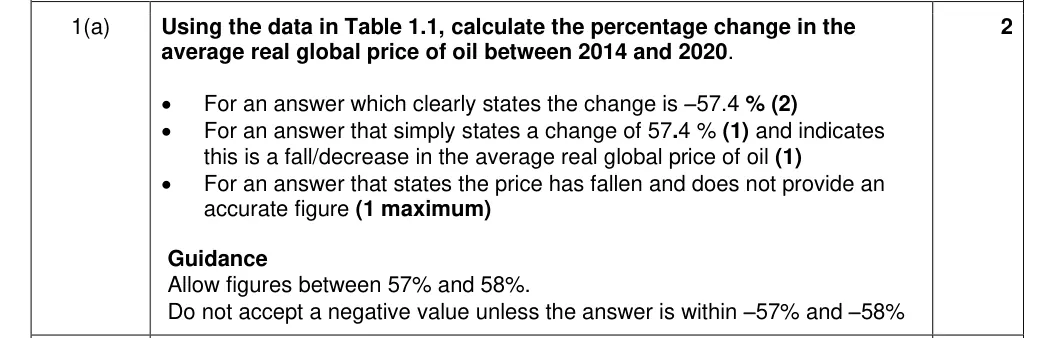 1(a) Using the data in Table 1.1, calculate the percentage change in the 2
average real global price of oil between 2014 and 2020.
• For an answer which clearly states the change is –57.4 % (2)
• For an answer that simply states a change of 57.4 % (1) and indicates
this is a fall/decrease in the average real global price of oil (1)
• For an answer that states the price has fallen and does not provide an
accurate figure (1 maximum)
Guidance
Allow figures between 57% and 58%.
Do not accept a negative value unless the answer is within –57% and –58%